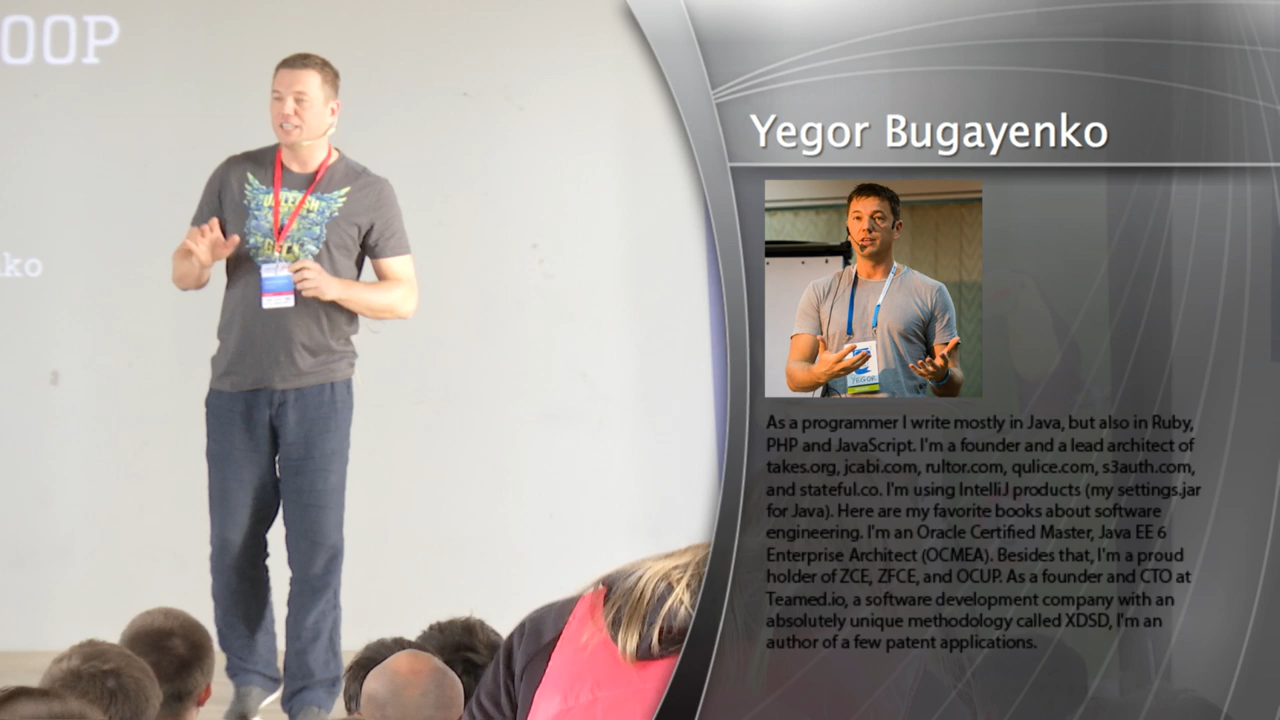 OOP
ko
UNLEASH
GEEK
Yegor Bugayenko
YEGOR
As a programmer I write mostly in Java, but also in Ruby,
PHP and JavaScript. I'm a founder and a lead architect of
takes.org, jcabi.com, rultor.com, qulice.com, s3auth.com,
and stateful.co. I'm using IntelliJ products (my settings.jar
for Java). Here are my favorite books about software
engineering. I'm an Oracle Certified Master, Java EE 6
Enterprise Architect (OCMEA). Besides that, I'm a proud
holder of ZCE, ZFCE, and OCUP. As a founder and CTO at
Teamed.io, a software development company with an
absolutely unique methodology called XDSD, I'm an
author of a few patent applications.